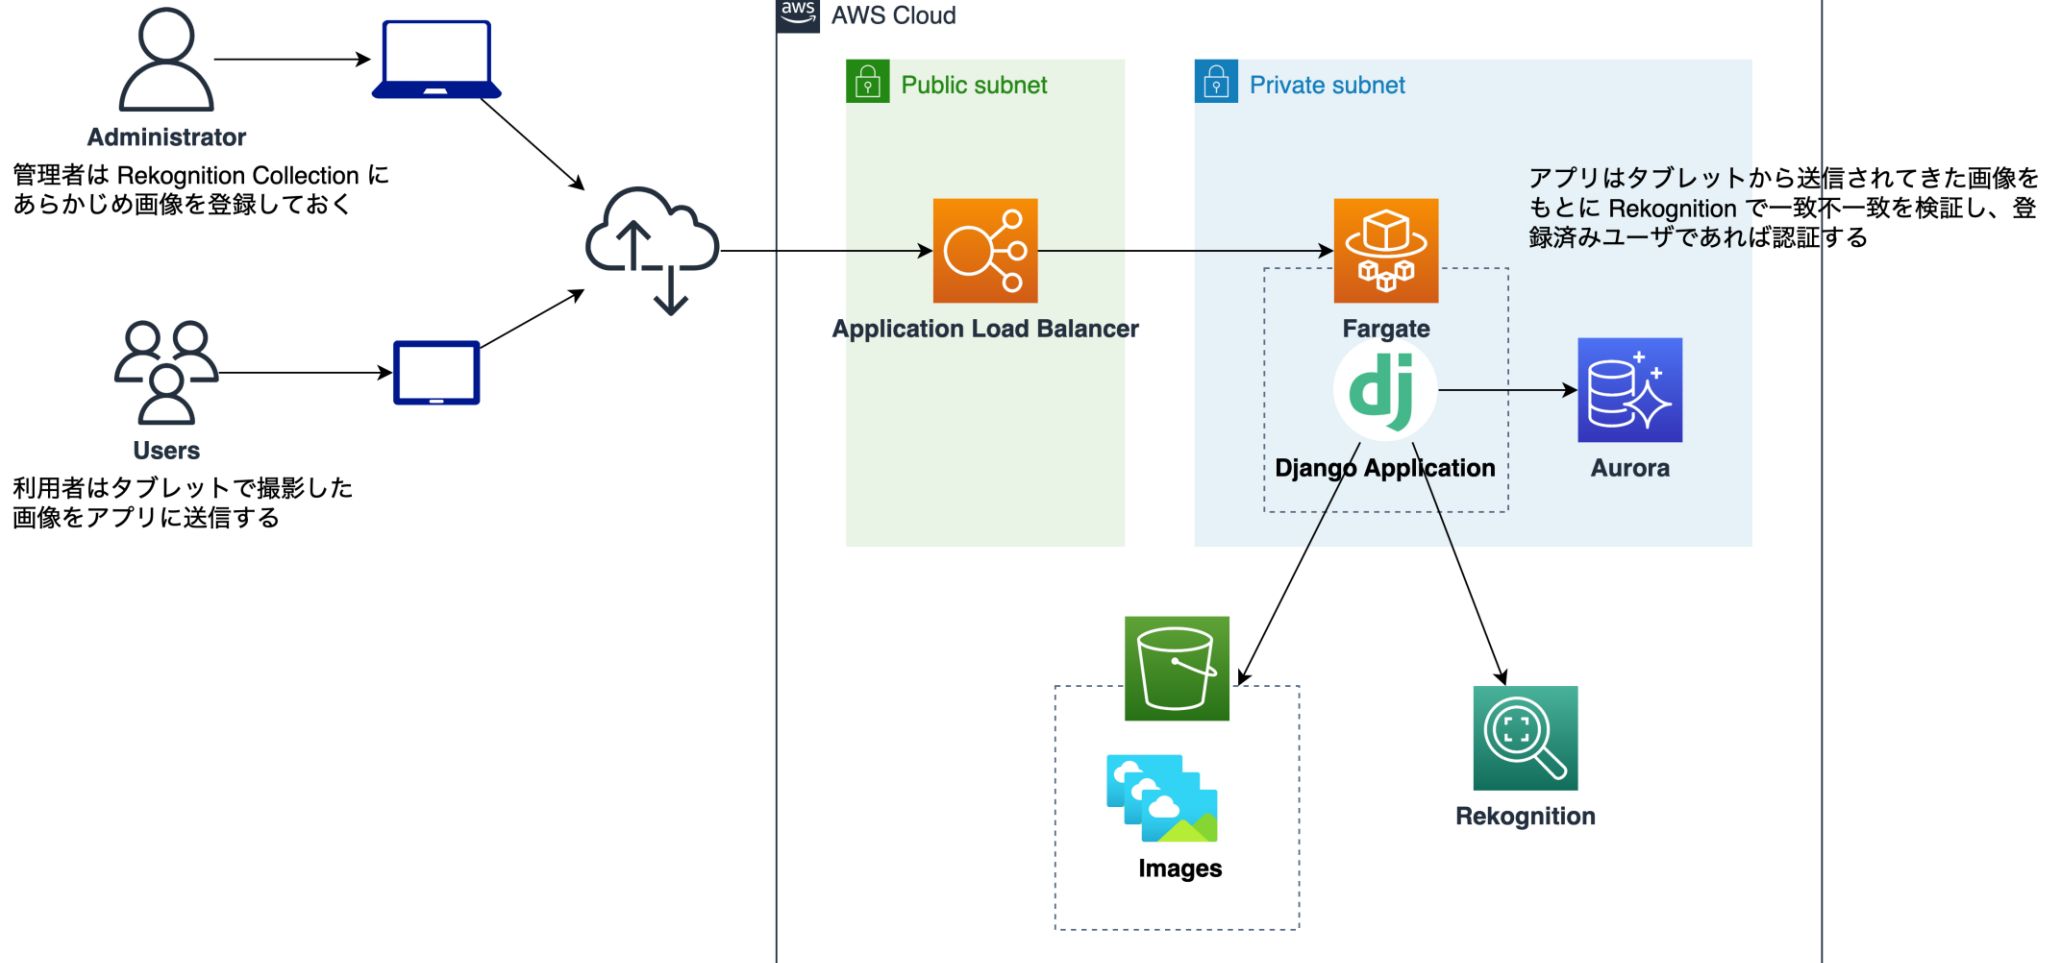 aws
AWS Cloud
Public subnet
Private subnet
Administrator
管理者は Rekognition Collection に
あらかじめ画像を登録しておく
アプリはタブレットから送信されてきた画像を
もとに Rekognition で一致不一致を検証し、登
録済みユーザであれば認証する
Application Load Balancer
Fargate
dj
Django Application
Aurora
Users
利用者はタブレットで撮影した
画像をアプリに送信する
Images
Rekognition